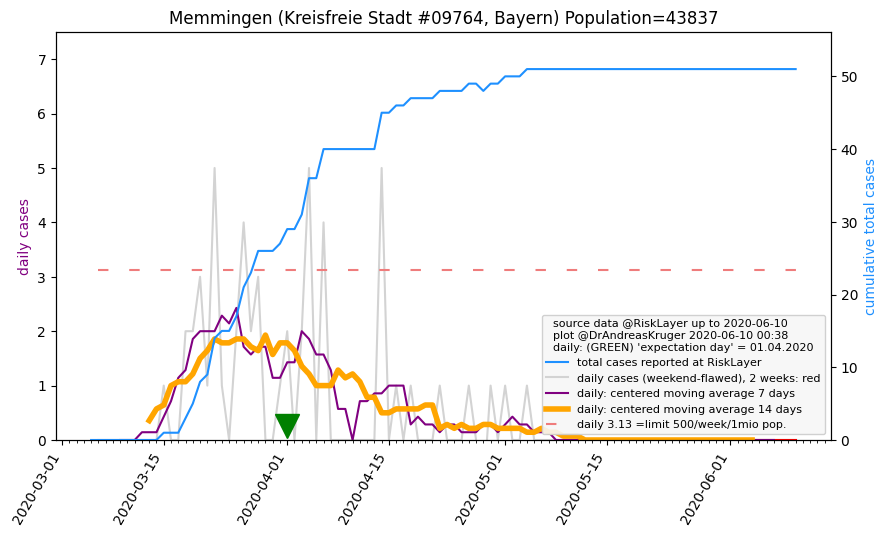 Memmingen (Kreisfreie Stadt #09764, Bayern) Population=43837
daily cases
7
6
5
4
3
2
1
0
cumulative total cases
50
40
30
20
10
0
source data @RiskLayer up to 2020-06-10
plot @DrAndreasKruger 2020-06-10 00:38
daily: (GREEN) 'expectation day' = 01.04.2020
total cases reported at RiskLayer
daily cases (weekend-flawed), 2 weeks: red
daily: centered moving average 7 days
daily: centered moving average 14 days
daily 3.13 =limit 500/week/1mio pop.
2020-03-01
2020-03-15
2020-04-01
2020-04-15
2020-05-01
2020-05-15
2020-06-01